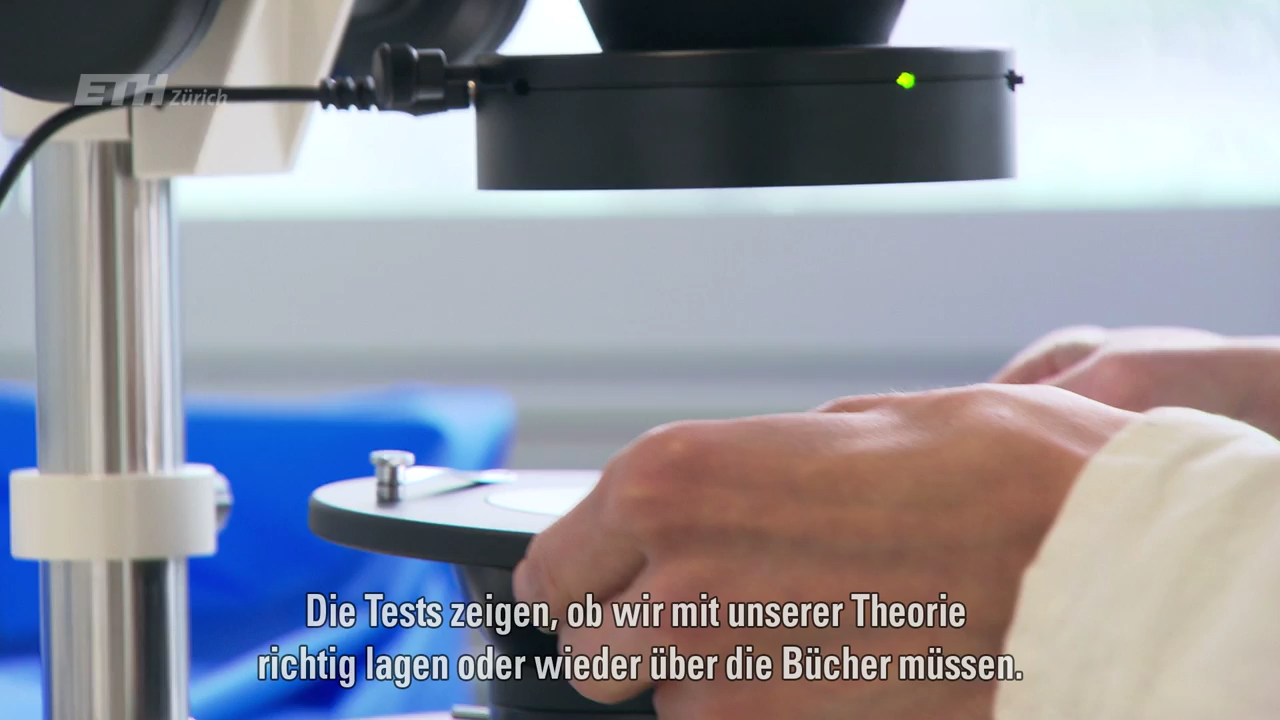 ETH Zürich
Die Tests zeigen, ob wir mit unserer Theorie
richtig lagen oder wieder über die Bücher müssen.